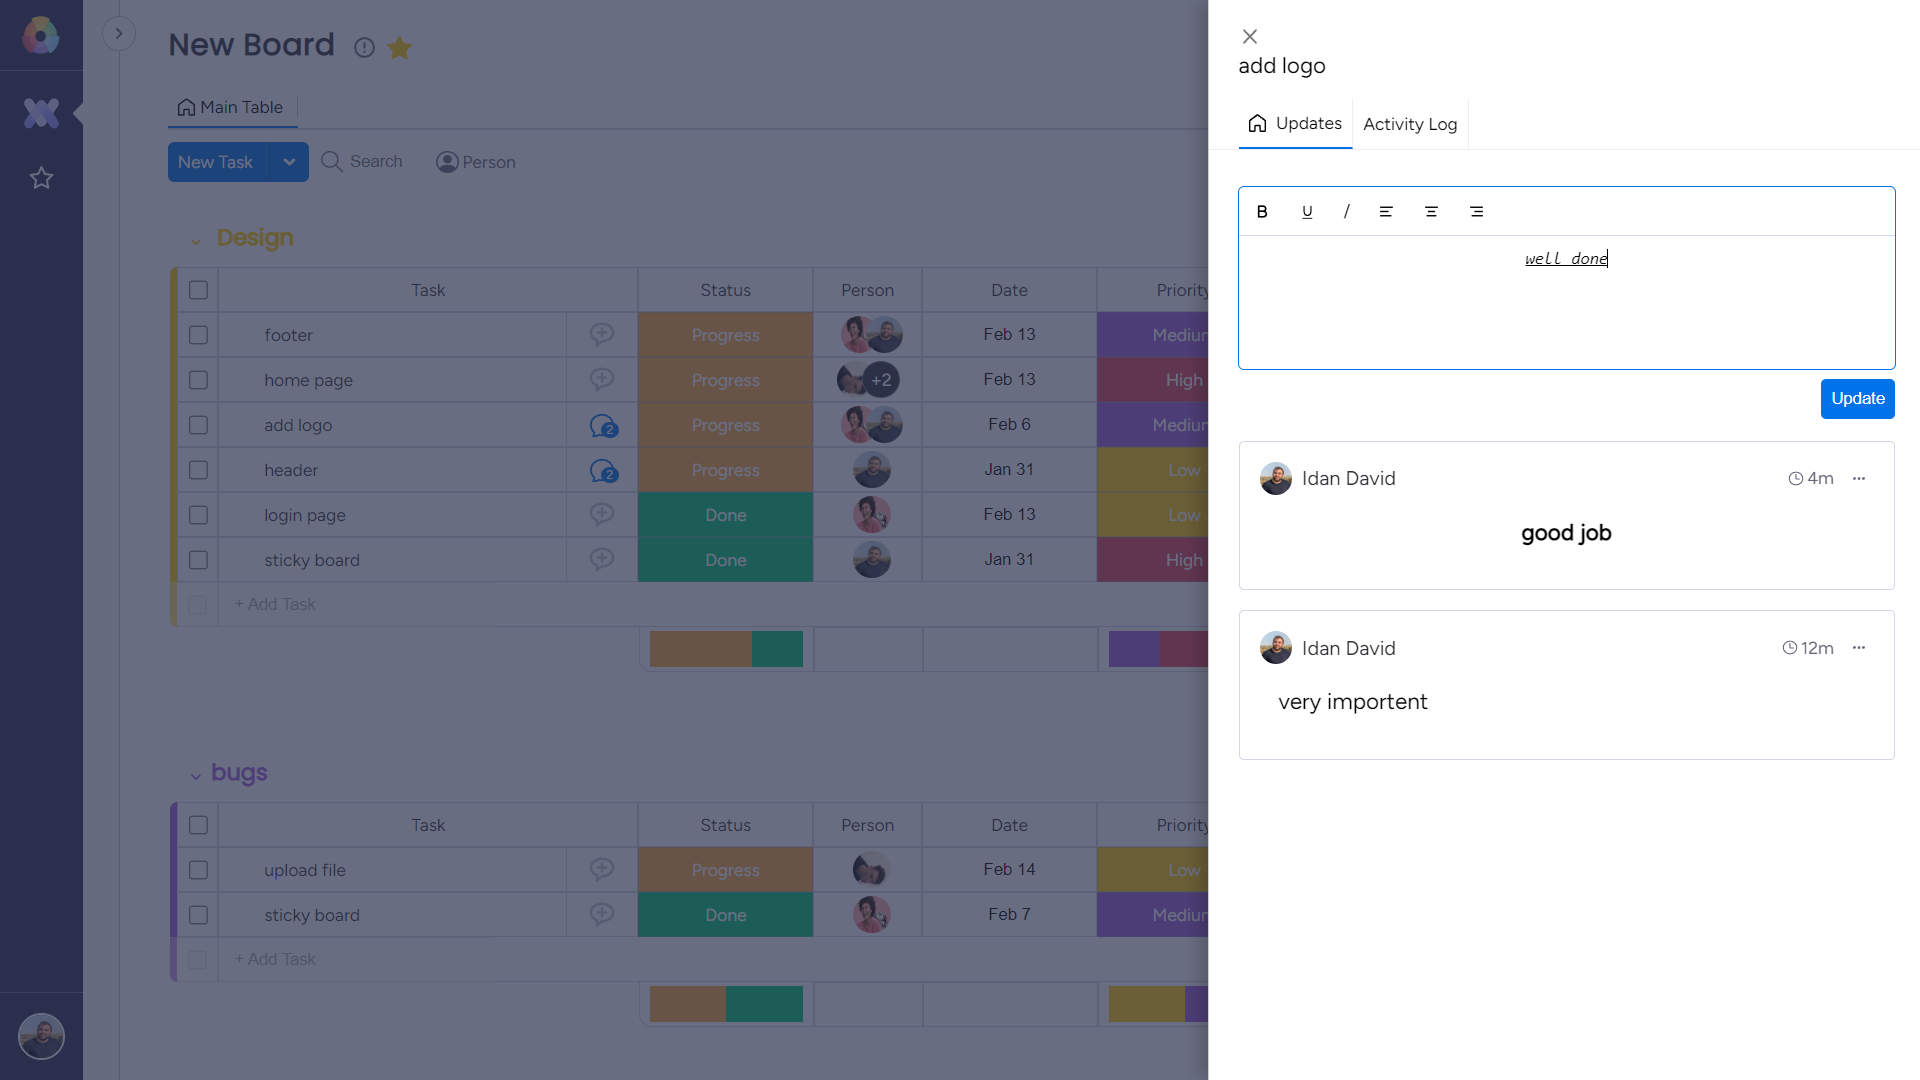 New Board
Main Table
New Task
Search
Person
Design
Task Status Person Date Priority
footer Progress Feb 13 Medium
home page Progress +2 Feb 13 High
add logo 2 Progress Feb 6 Medium
header 2 Progress Jan 31 Low
login page Done Feb 13 Low
sticky board Done Jan 31 High
+ Add Task
bugs
Task Status Person Date Priority
upload file Progress Feb 14 Low
sticky board Done Feb 7 Medium
+ Add Task
add logo
Updates Activity Log
B U /
well done
Update
Idan David 4m
good job
Idan David 12m
very importent